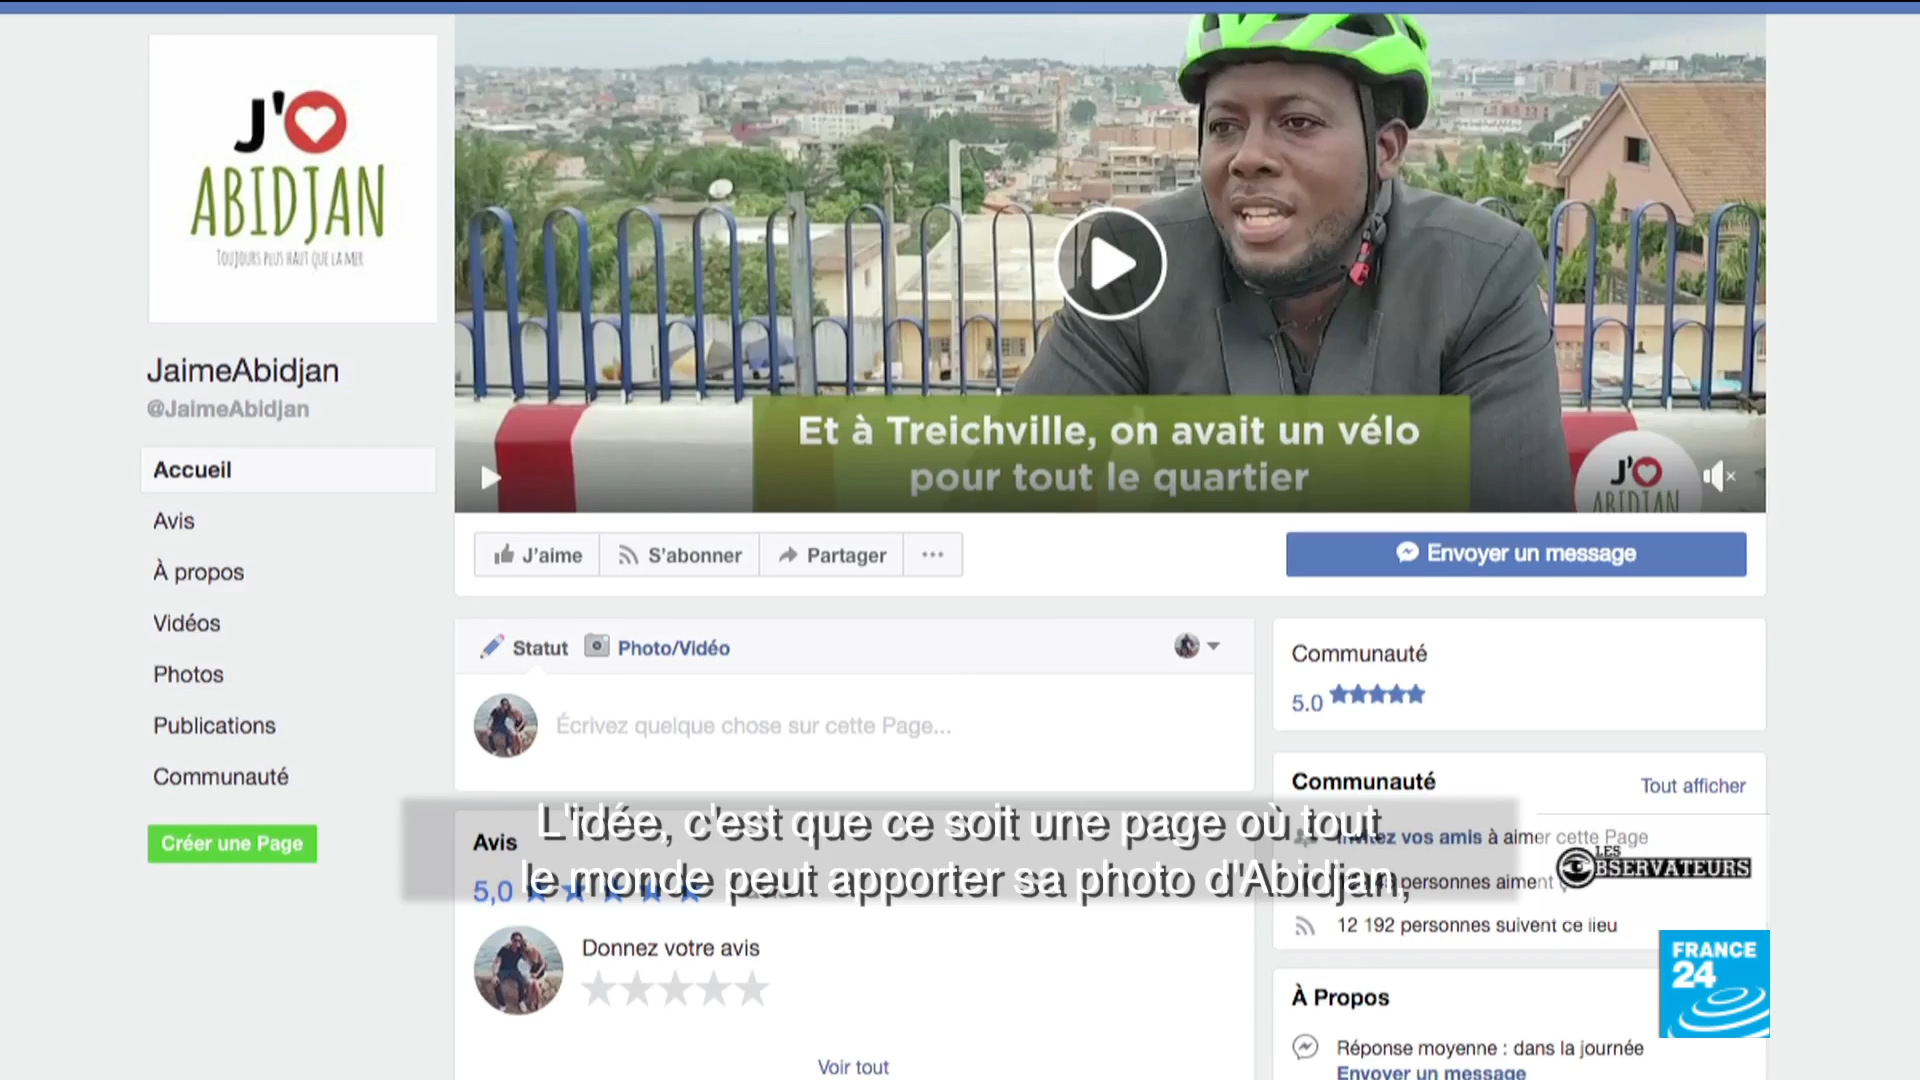 J'
ABIDJAN
TOUJOURS PLUS HAUT QUE LA MER
JaimeAbidjan
@JaimeAbidjan
Accueil
Avis
À propos
Vidéos
Photos
Publications
Communauté
Créer une Page
Et à Treichville, on avait un vélo
pour tout le quartier
J'
ABIDJAN
J'aime
S'abonner
Partager
Envoyer un message
Statut
Photo/Vidéo
Écrivez quelque chose sur cette Page...
Avis
5,0
Donnez votre avis
Voir tout
Communauté
5.0
Communauté
Tout afficher
Invitez vos amis à aimer cette Page
personnes aiment
12 192 personnes suivent ce lieu
À Propos
Réponse moyenne : dans la journée
Envoyer un message
L'idée, c'est que ce soit une page où tout
le monde peut apporter sa photo d'Abidjan,
LES
OBSERVATEURS
FRANCE
24